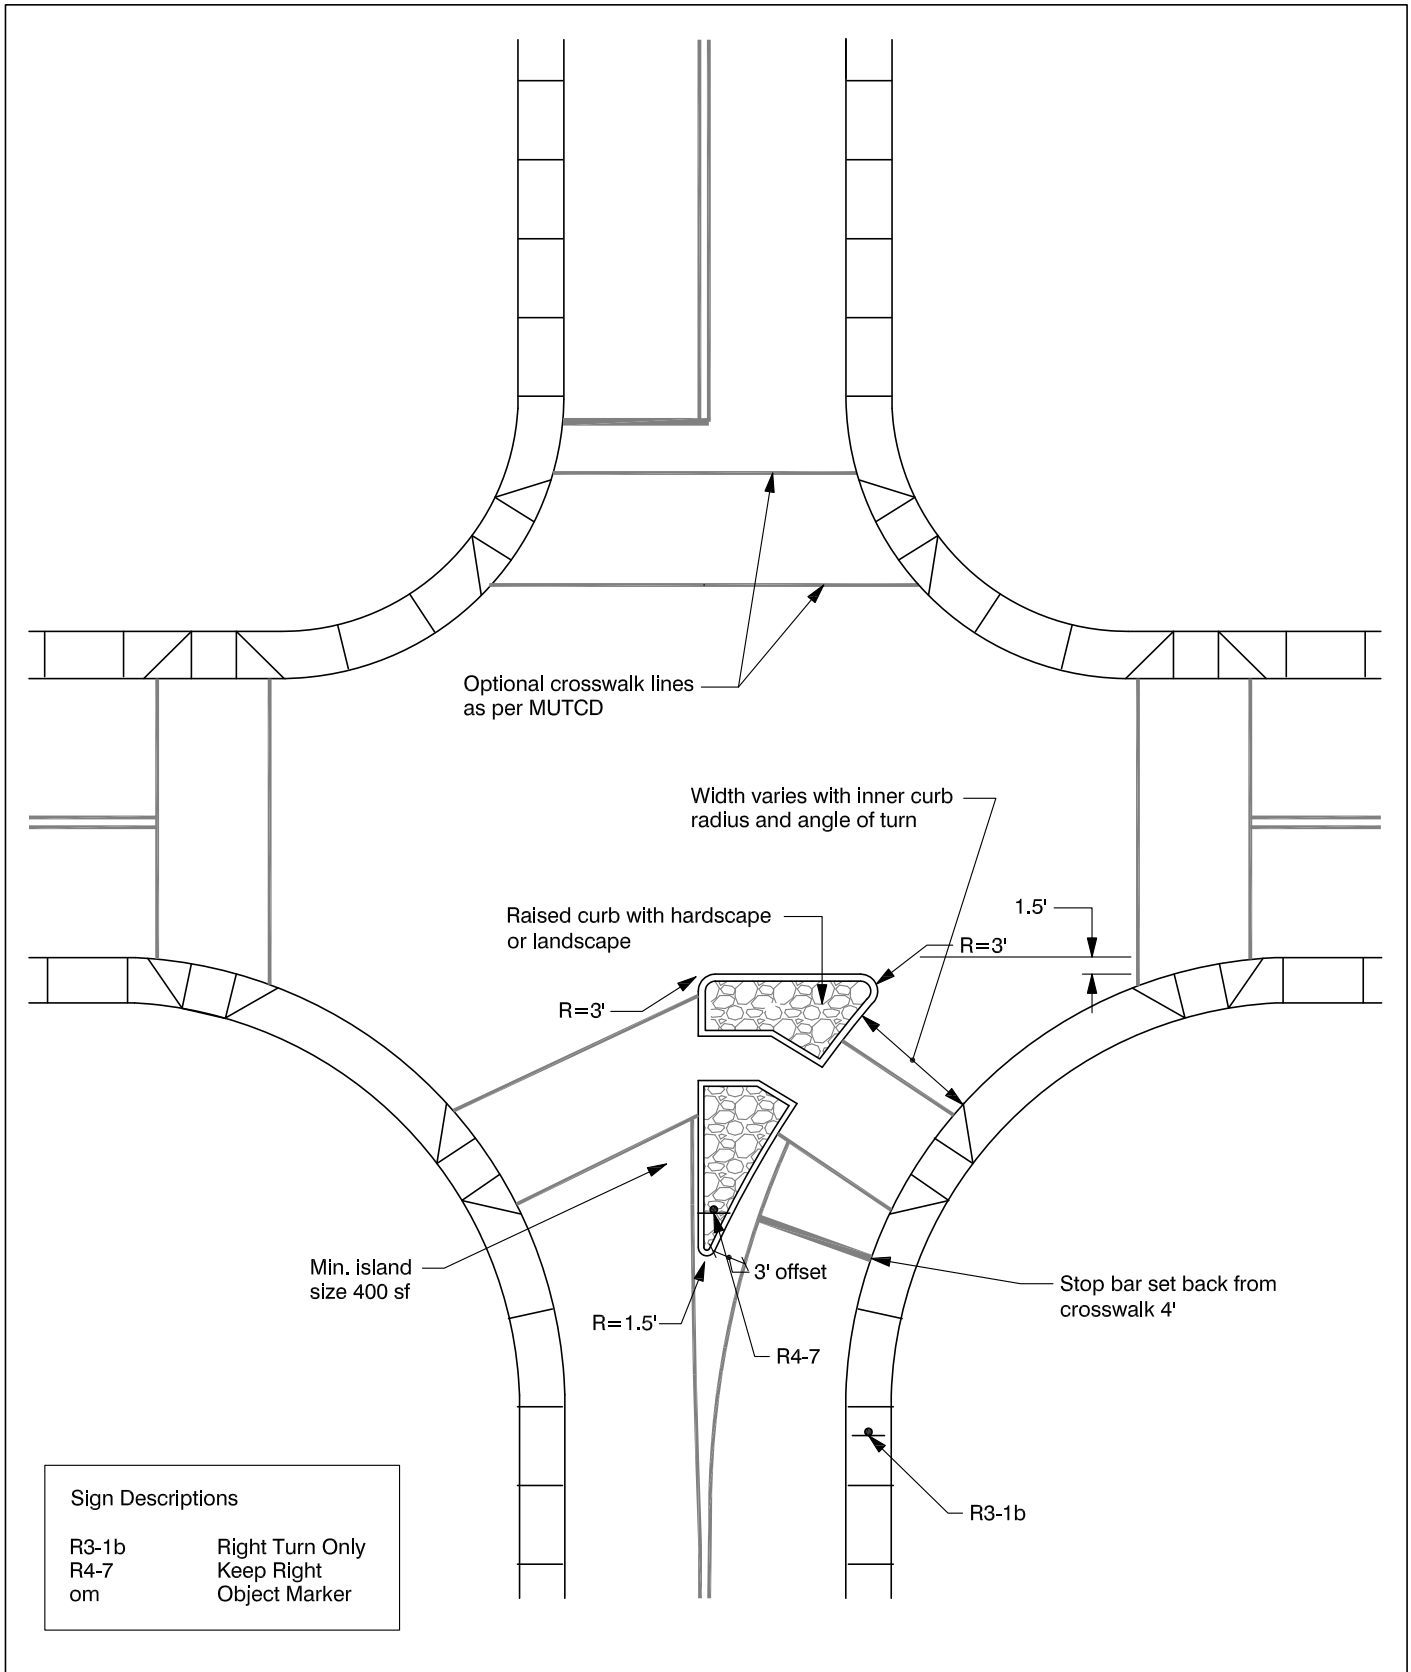 Optional crosswalk lines
as per MUTCD
Width varies with inner curb
radius and angle of turn
Raised curb with hardscape
or landscape
1.5'
R=3'
R=3'
Min. island
size 400 sf
3' offset
Stop bar set back from
crosswalk 4'
R=1.5'
R4-7
R3-1b
Sign Descriptions
R3-1b Right Turn Only
R4-7 Keep Right
om Object Marker